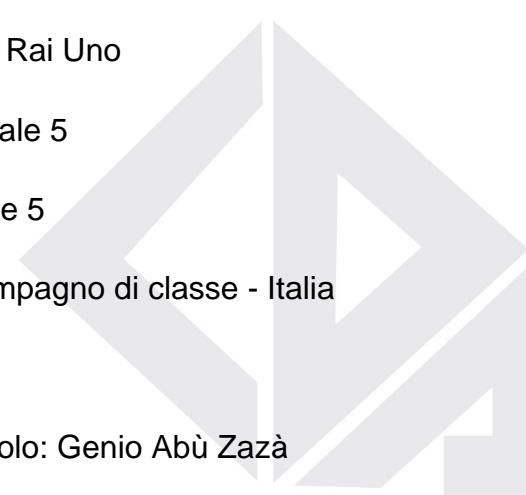 Rai Uno
ale 5
e 5
mpagno di classe - Italia
olo: Genio Abù Zazà